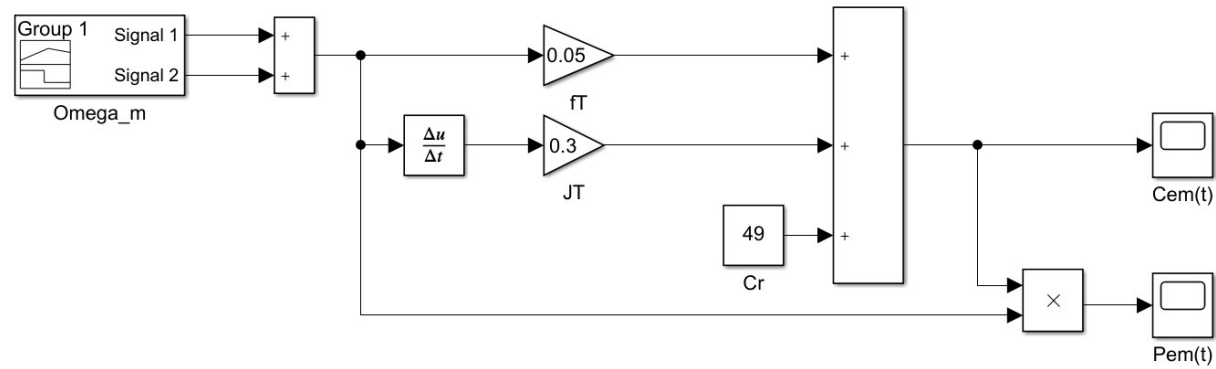 Group 1
Signal 1
Signal 2
Omega_m
+
+
0.05
fT
Δu
Δt
0.3
JT
49
Cr
+
+
+
×
Cem(t)
Pem(t)